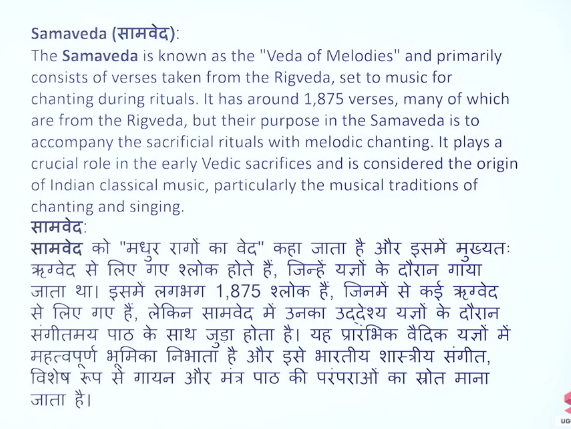 Samaveda (सामवेद):
The Samaveda is known as the "Veda of Melodies" and primarily
consists of verses taken from the Rigveda, set to music for
chanting during rituals. It has around 1,875 verses, many of which
are from the Rigveda, but their purpose in the Samaveda is to
accompany the sacrificial rituals with melodic chanting. It plays a
crucial role in the early Vedic sacrifices and is considered the origin
of Indian classical music, particularly the musical traditions of
chanting and singing.
सामवेद:
सामवेद को "मधुर रागों का वेद" कहा जाता है और इसमें मुख्यतः
ऋग्वेद से लिए गए श्लोक होते हैं, जिन्हें यज्ञों के दौरान गाया
जाता था। इसमें लगभग 1,875 श्लोक हैं, जिनमें से कई ऋग्वेद
से लिए गए हैं, लेकिन सामवेद में उनका उद्देश्य यज्ञों के दौरान
संगीतमय पाठ के साथ जुड़ा होता है। यह प्रारंभिक वैदिक यज्ञों में
महत्वपूर्ण भूमिका निभाता है और इसे भारतीय शास्त्रीय संगीत,
विशेष रूप से गायन और मंत्र पाठ की परंपराओं का स्रोत माना
जाता है।